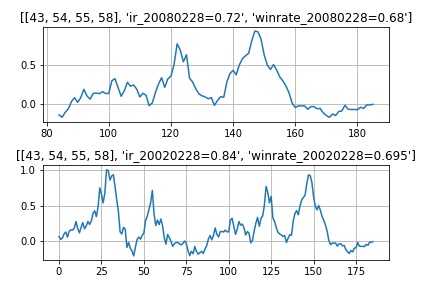 [[43, 54, 55, 58], 'ir_20080228=0.72', 'winrate_20080228=0.68']
0.5
0.0
80 100 120 140 160 180
[[43, 54, 55, 58], 'ir_20020228=0.84', 'winrate_20020228=0.695']
1.0
0.5
0.0
0 25 50 75 100 125 150 175